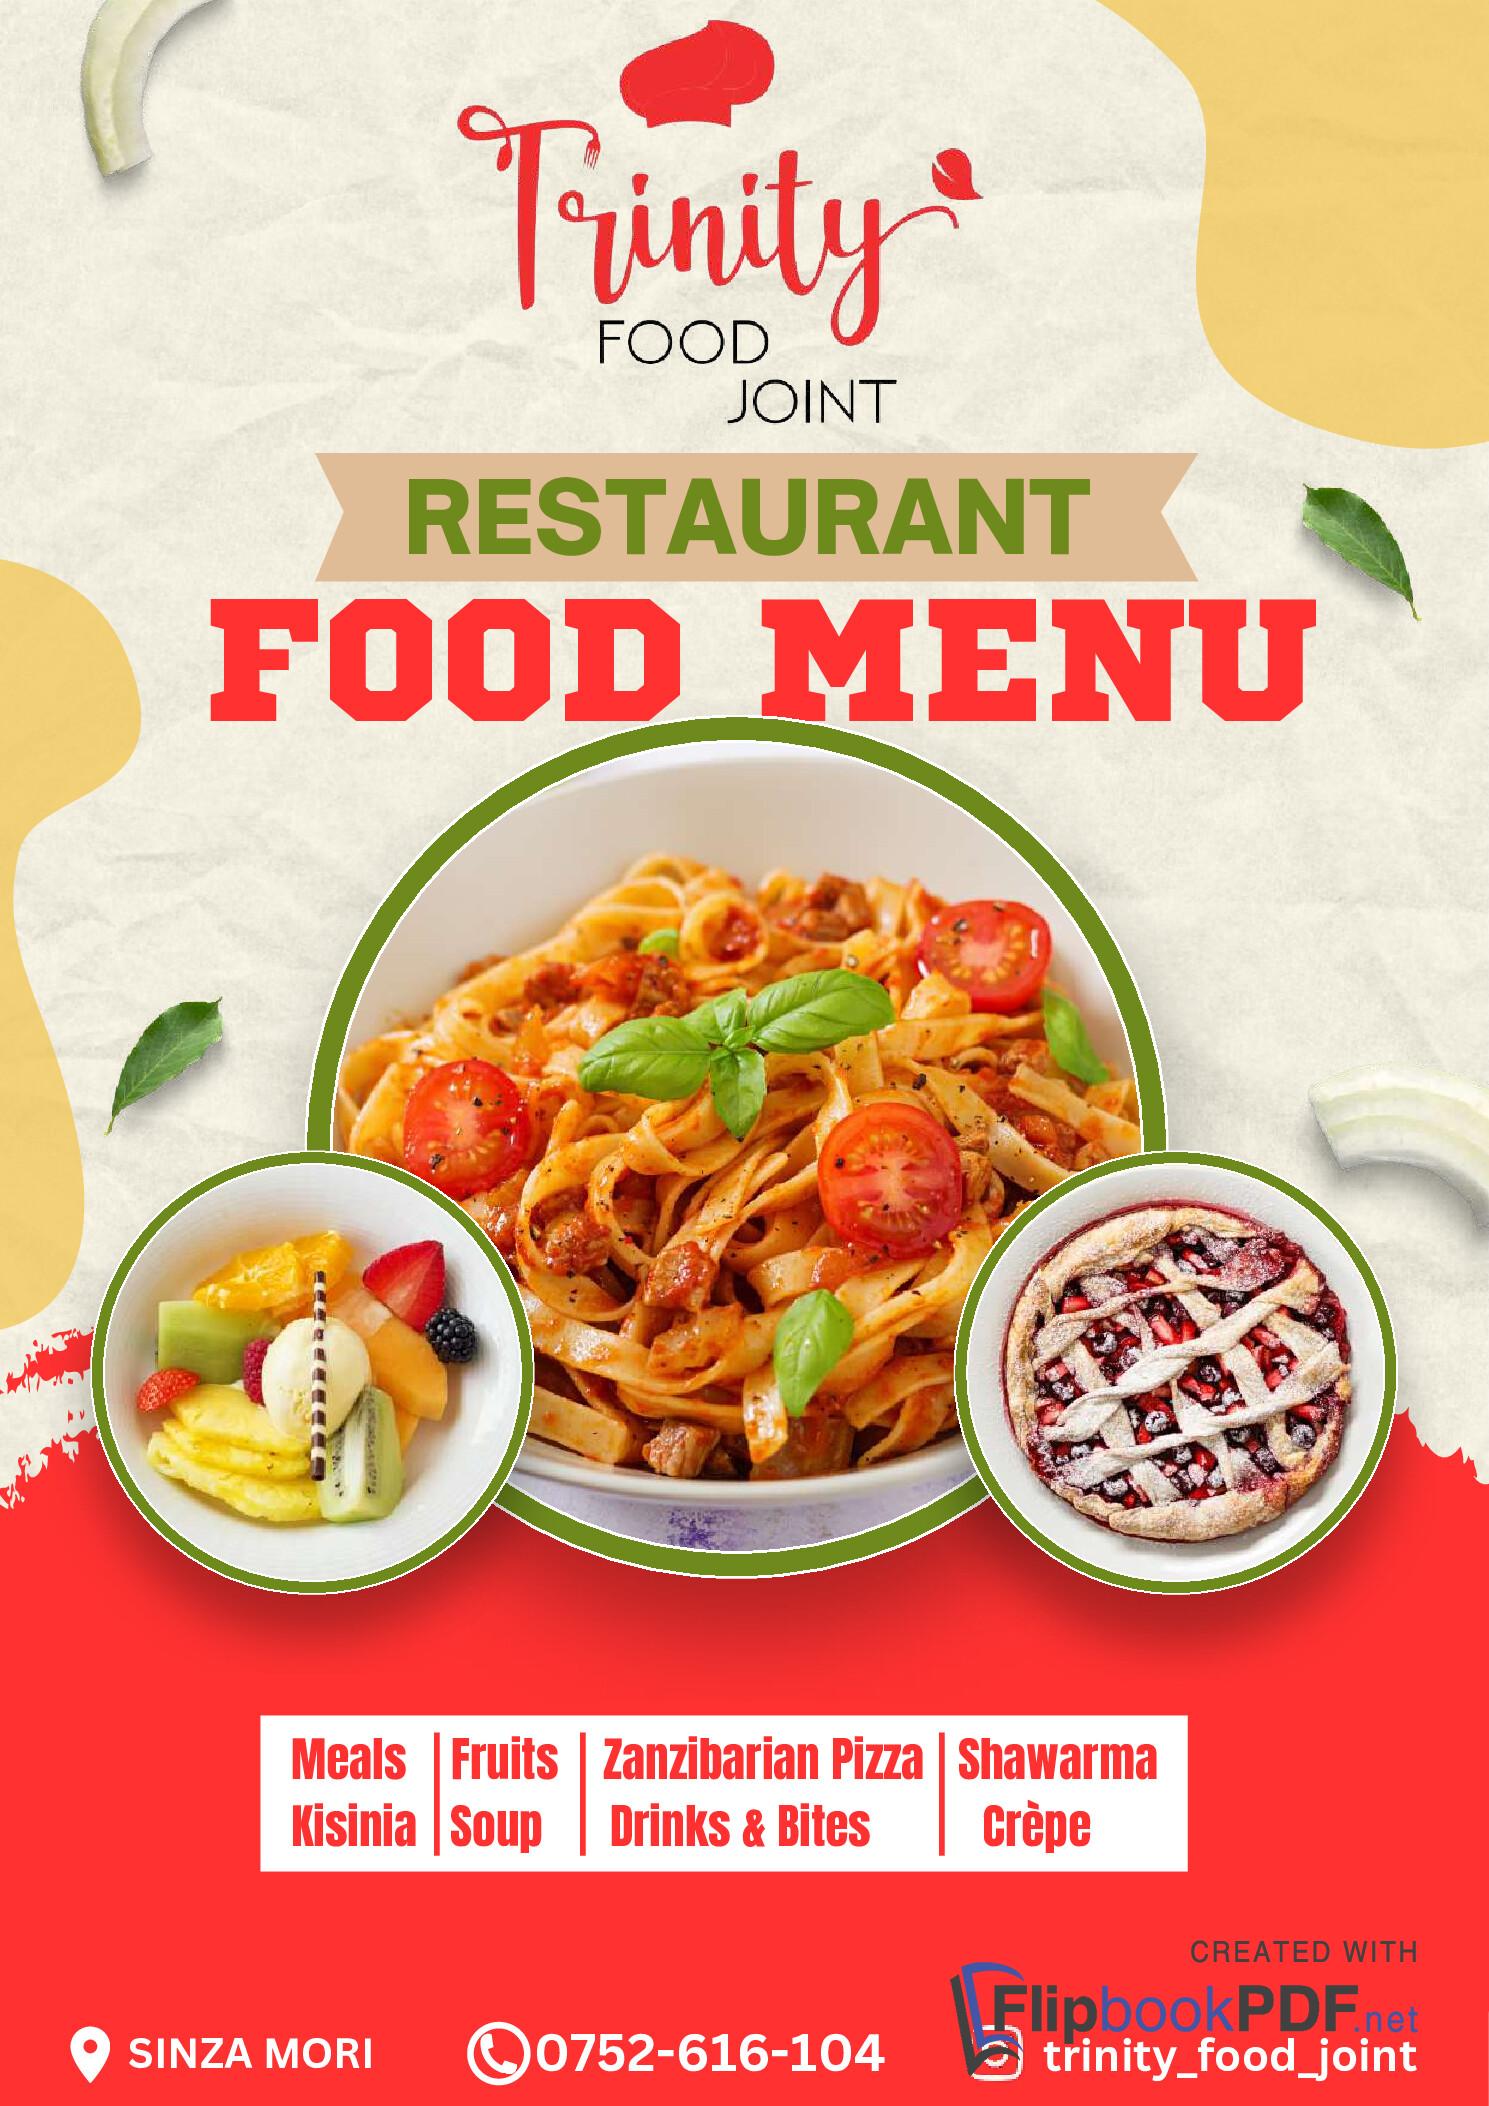 Trinity
FOOD
JOINT
RESTAURANT
FOOD MENU
Meals | Fruits | Zanzibarian Pizza | Shawarma
Kisinia | Soup | Drinks & Bites | Crèpe
CREATED WITH
FlipbookPDF.net
SINZA MORI
0752-616-104
trinity_food_joint